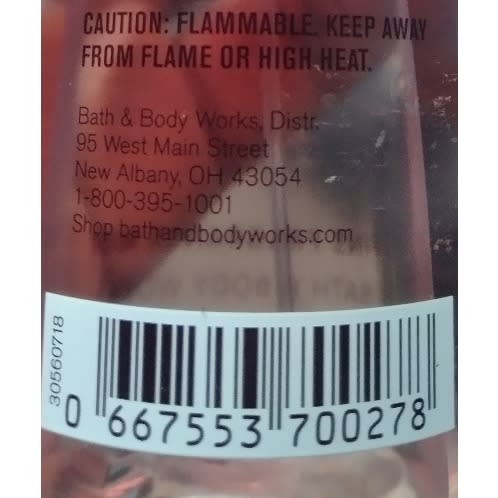 CAUTION: FLAMMABLE. KEEP AWAY
FROM FLAME OR HIGH HEAT.
Bath & Body Works, Distr.
95 West Main Street
New Albany, OH 43054
1-800-395-1001
Shop bathandbodyworks.com
30560718
0 667553 700278